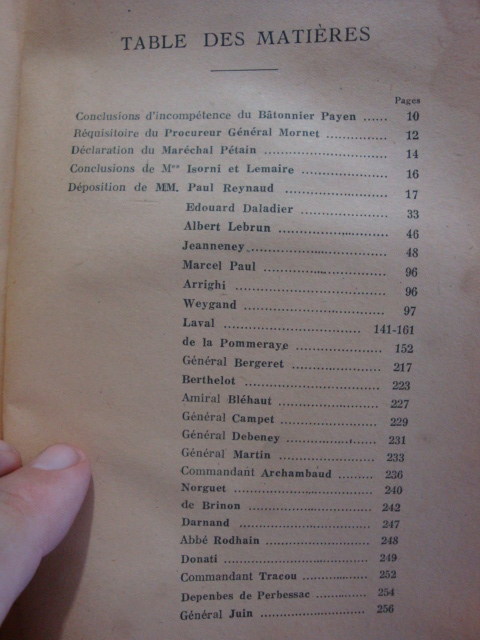 TABLE DES MATIÈRES
Pages
Conclusions d'incompétence du Bâtonnier Payen ...... 10
Réquisitoire du Procureur Général Mornet ............ 12
Déclaration du Maréchal Pétain ............ 14
Conclusions de Mes Isorni et Lemaire ............ 16
Déposition de MM. Paul Reynaud ............ 17
Edouard Daladier ............ 33
Albert Lebrun ............ 46
Jeanneney ............ 48
Marcel Paul ............ 96
Arrighi ............ 96
Weygand ............ 97
Laval ............ 141-161
de la Pommeraye ............ 152
Général Bergeret ............ 217
Berthelot ............ 223
Amiral Bléhaut ............ 227
Général Campet ............ 229
Général Debeney ............ 231
Général Martin ............ 233
Commandant Archambaud ......... 236
Norguet ............ 240
de Brinon ............ 242
Darnand ............ 247
Abbé Rodhain ............ 248
Donati ............ 249
Commandant Tracou ............ 252
Depenbes de Perbessac ............ 254
Général Juin ............ 256